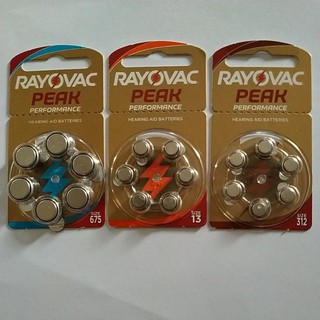 RAYOVAC
PEAK
PERFORMANCE
HEARING AID BATTERIES
SIZE
675
RAYOVAC
PEAK
PERFORMANCE
HEARING AID BATTERIES
SIZE
13
RAYOVAC
PEAK
PERFORMANCE
HEARING AID BATTERIES
SIZE
312